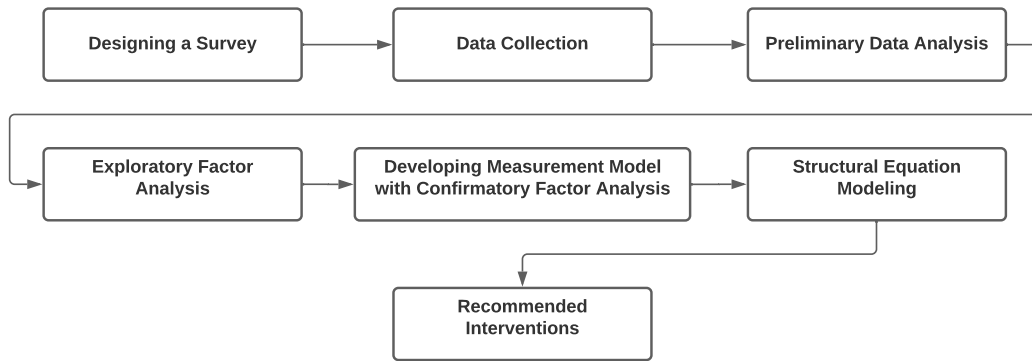 Designing a Survey
Data Collection
Preliminary Data Analysis
Exploratory Factor
Analysis
Developing Measurement Model
with Confirmatory Factor Analysis
Structural Equation
Modeling
Recommended
Interventions